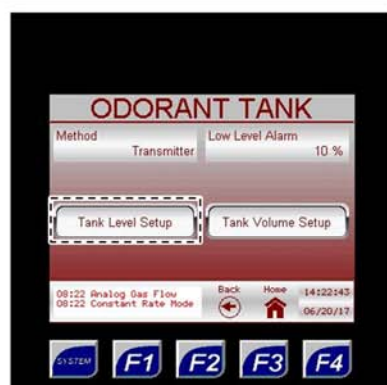 ODORANT TANK
Method
Transmitter
Low Level Alarm
10 %
Tank Level Setup
Tank Volume Setup
08:22 Analog Gas Flow
08:22 Constant Rate Mode
Back
Home
14:22:43
06/20/17
SYSTEM
F1
F2
F3
F4